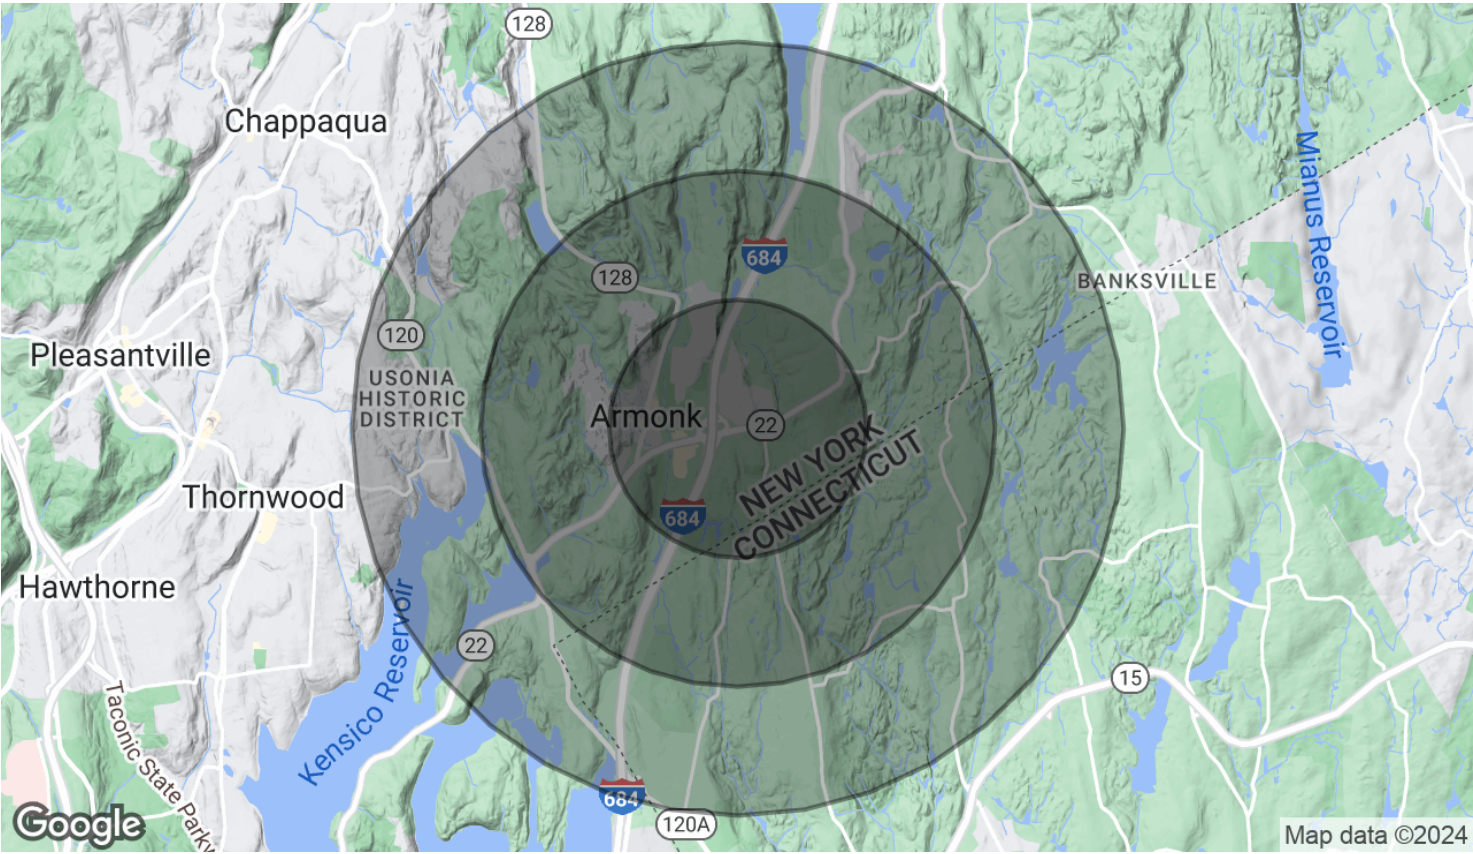 128
Chappaqua
Mianus Reservoir
684
128
BANKSVILLE
120
Pleasantville
USONIA
HISTORIC
DISTRICT
Armonk
22
NEW YORK
CONNECTICUT
Thornwood
684
Hawthorne
Kensico Reservoir
22
15
Taconic State Parkw
684
120A
Google
Map data ©2024